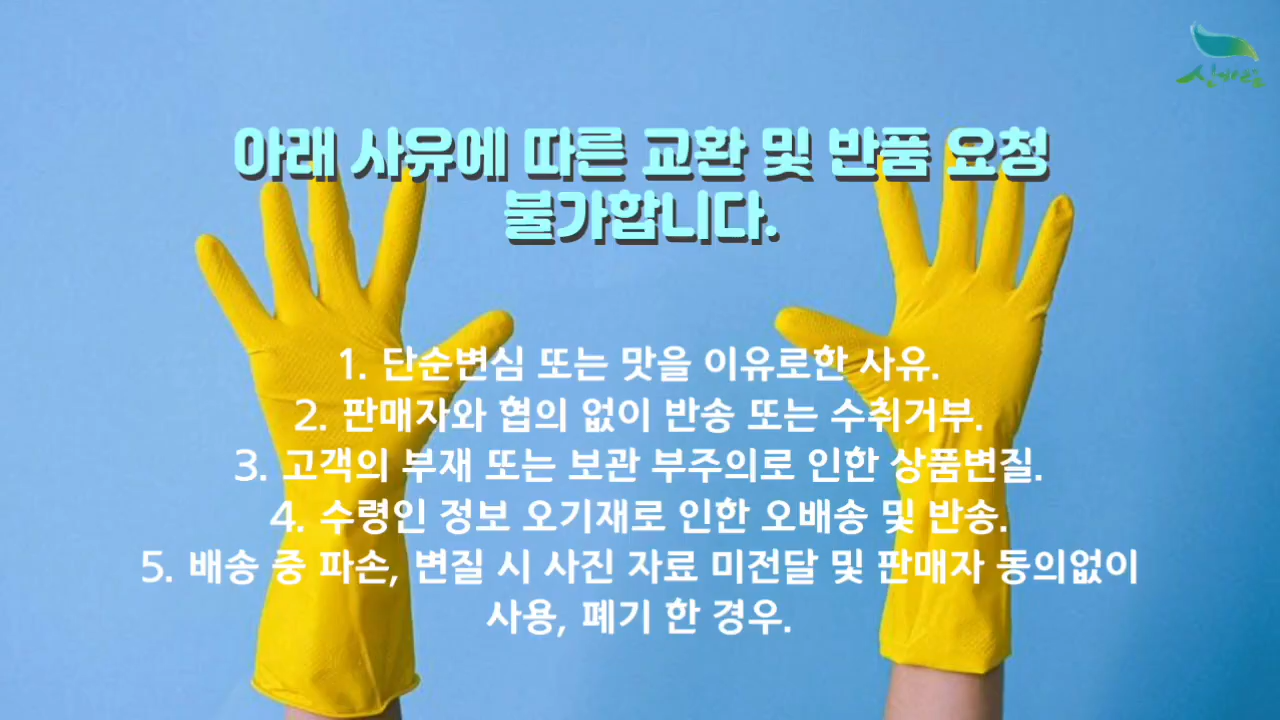 아래 사유에 따른 교환 및 반품 요청
불가합니다.
1. 단순변심 또는 맛을 이유로한 사유.
2. 판매자와 협의 없이 반송 또는 수취거부.
3. 고객의 부재 또는 보관 부주의로 인한 상품변질.
4. 수령인 정보 오기재로 인한 오배송 및 반송.
5. 배송 중 파손, 변질 시 사진 자료 미전달 및 판매자 동의없이
사용, 폐기 한 경우.